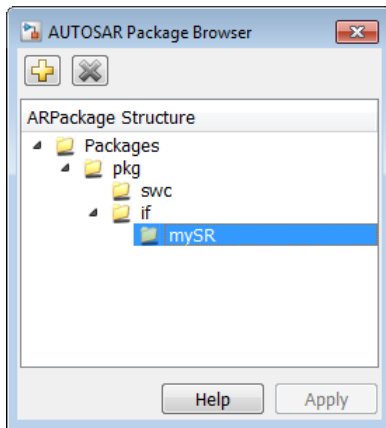 AUTOSAR Package Browser
ARPackage Structure
Packages
pkg
swc
if
mySR
Help
Apply